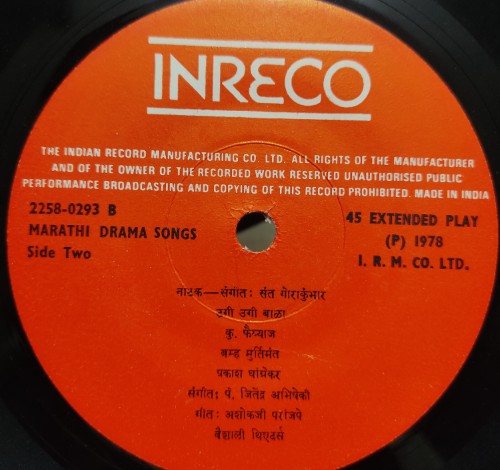 INRECO
THE INDIAN RECORD MANUFACTURING CO. LTD. ALL RIGHTS OF THE MANUFACTURER
AND OF THE OWNER OF THE RECORDED WORK RESERVED UNAUTHORISED PUBLIC
PERFORMANCE BROADCASTING AND COPYING OF THIS RECORD PROHIBITED. MADE IN INDIA
2258-0293 B
MARATHI DRAMA SONGS
Side Two
45 EXTENDED PLAY
(P) 1978
I. R. M. CO. LTD.
नाटक—संगीत: संत गोराकुंभार
उगी उगी बाळा
कु. फैय्याज
ब्रम्ह मुर्तिमंत
प्रकाश घांग्रेकर
संगीत: पं. जितेंद्र अभिषेकी
गीत: अशोकजी परांजपे
वैशाली थिएटर्स